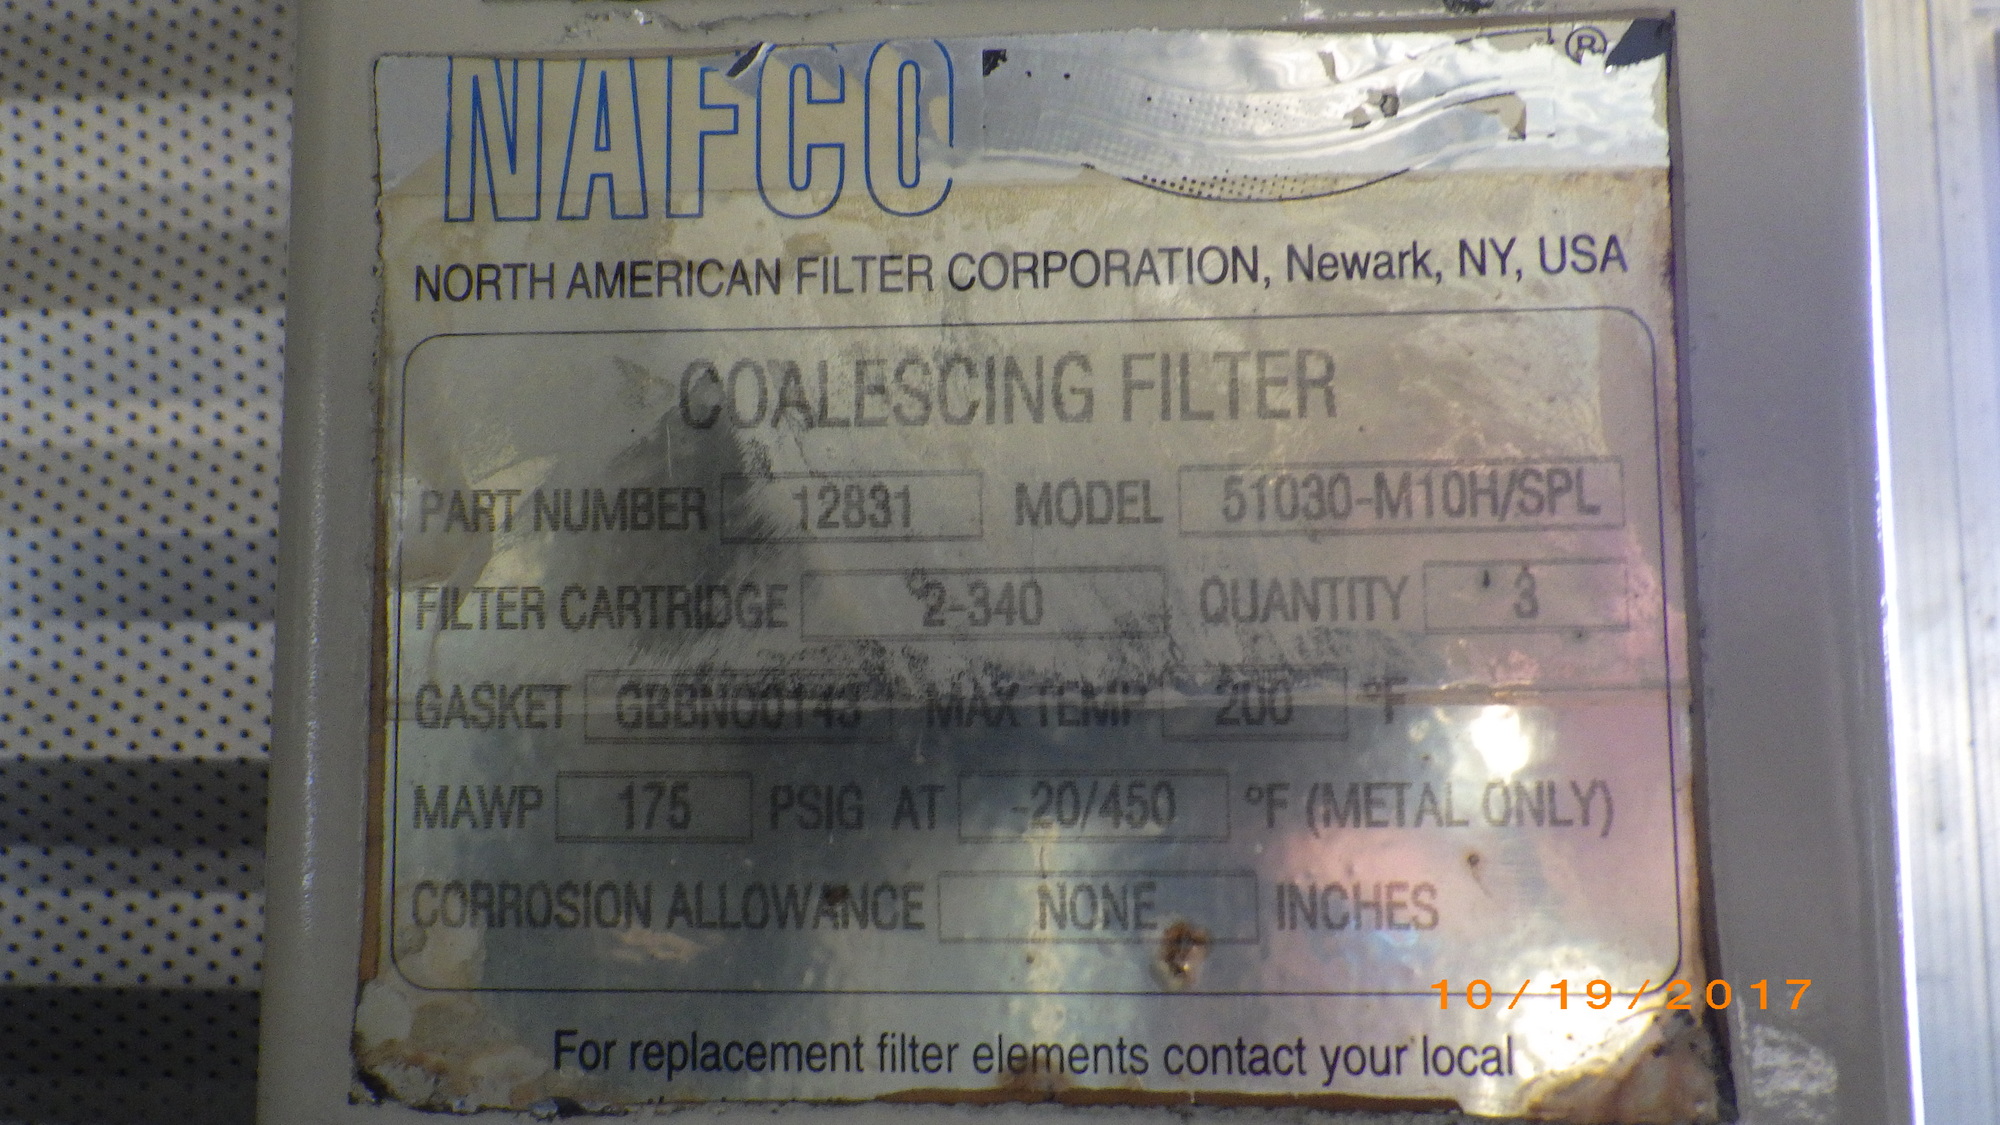 NAFCO ®
NORTH AMERICAN FILTER CORPORATION, Newark, NY, USA
COALESCING FILTER
PART NUMBER 12831 MODEL 51030-M10H/SPL
FILTER CARTRIDGE 2-340 QUANTITY 3
GASKET GBBNO0143 MAX TEMP 200 °F
MAWP 175 PSIG AT -20/450 °F (METAL ONLY)
CORROSION ALLOWANCE NONE INCHES
10/19/2017
For replacement filter elements contact your local